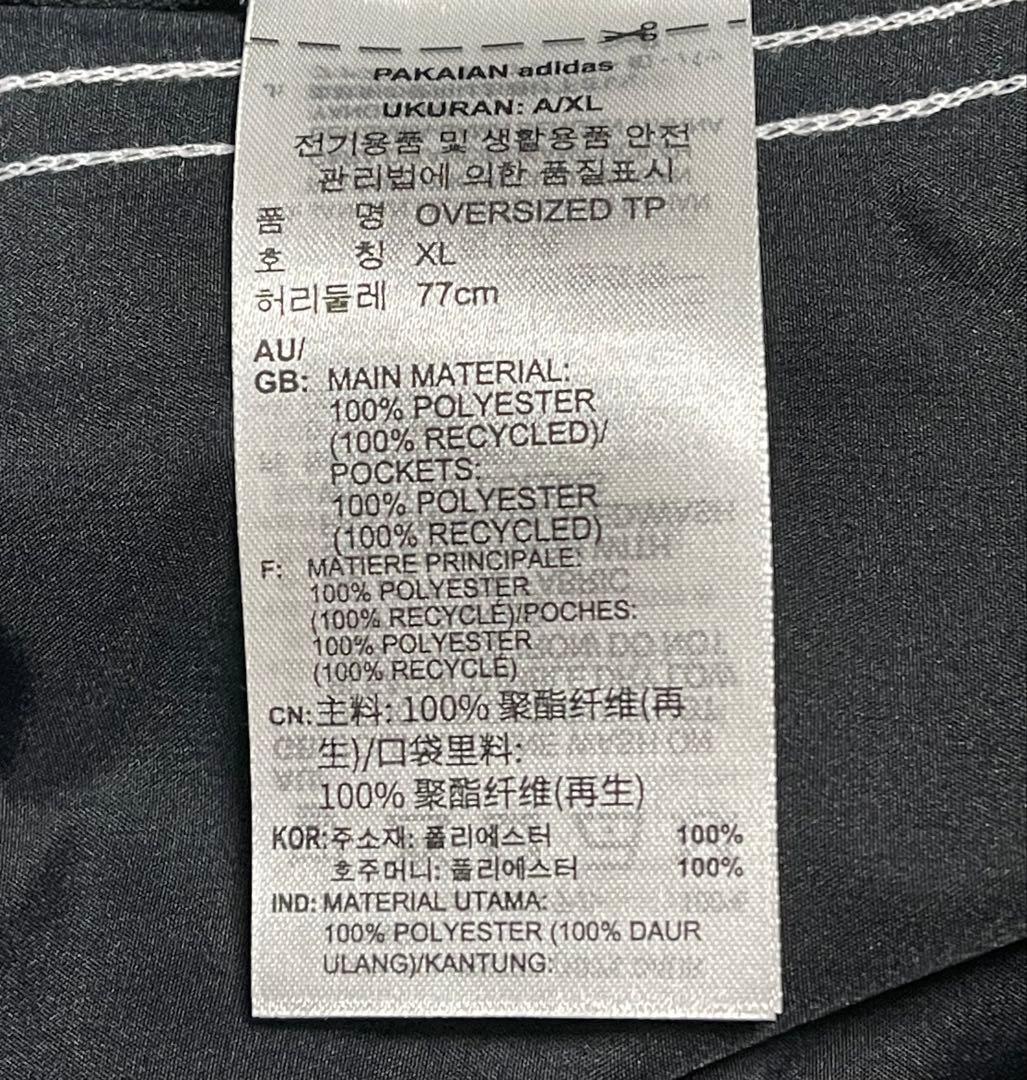 PAKAIAN adidas
UKURAN: A/XL
전기용품 및 생활용품 안전
관리법에 의한 품질표시
품 명 OVERSIZED TP
호 칭 XL
허리둘레 77cm
AU/
GB: MAIN MATERIAL:
100% POLYESTER
(100% RECYCLED)/
POCKETS:
100% POLYESTER
(100% RECYCLED)
F: MATIERE PRINCIPALE:
100% POLYESTER
(100% RECYCLÉ)/POCHES:
100% POLYESTER
(100% RECYCLÉ)
CN: 主料: 100% 聚酯纤维(再
生)/口袋里料:
100% 聚酯纤维(再生)
KOR: 주소재: 폴리에스터 100%
호주머니: 폴리에스터 100%
IND: MATERIAL UTAMA:
100% POLYESTER (100% DAUR
ULANG)/KANTUNG: